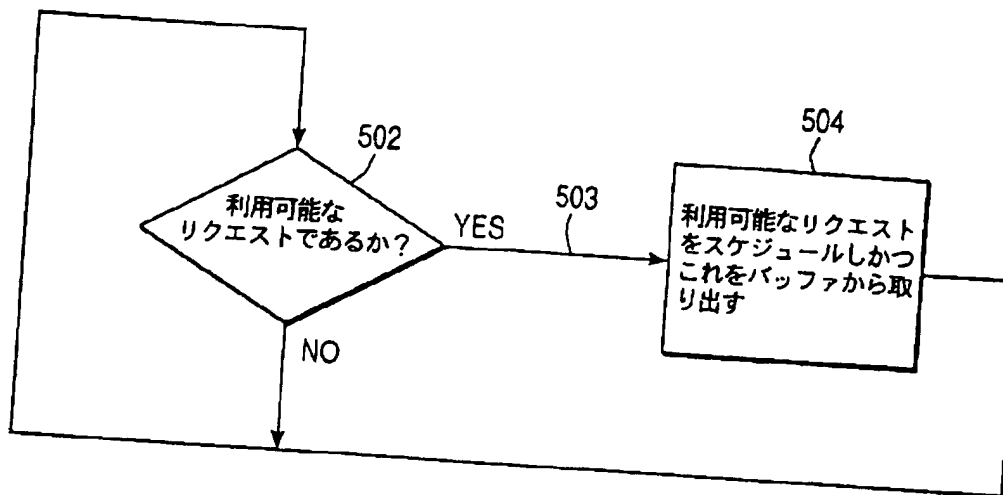 502
利用可能な
リクエストであるか？
YES
503
504
利用可能なリクエスト
をスケジュールしかつ
これをバッファから取
り出す
NO